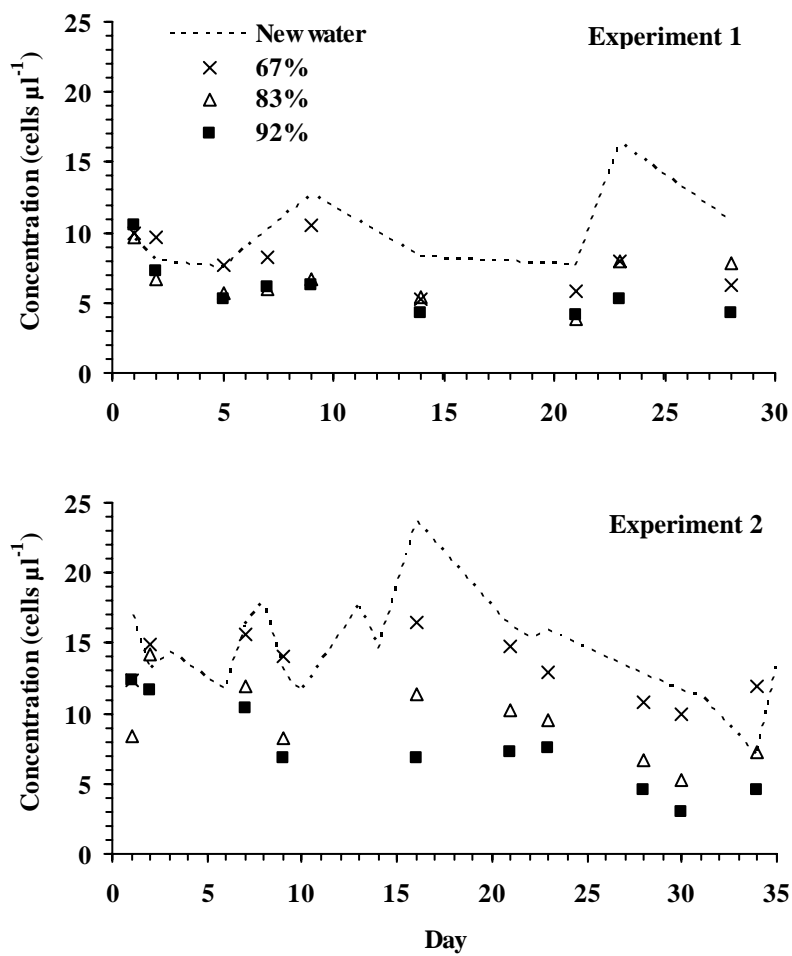 Concentration (cells µl⁻¹)
25
20
15
10
5
0
New water
67%
83%
92%
Experiment 1
0 5 10 15 20 25 30
Concentration (cells µl⁻¹)
25
20
15
10
5
0
Experiment 2
0 5 10 15 20 25 30 35
Day